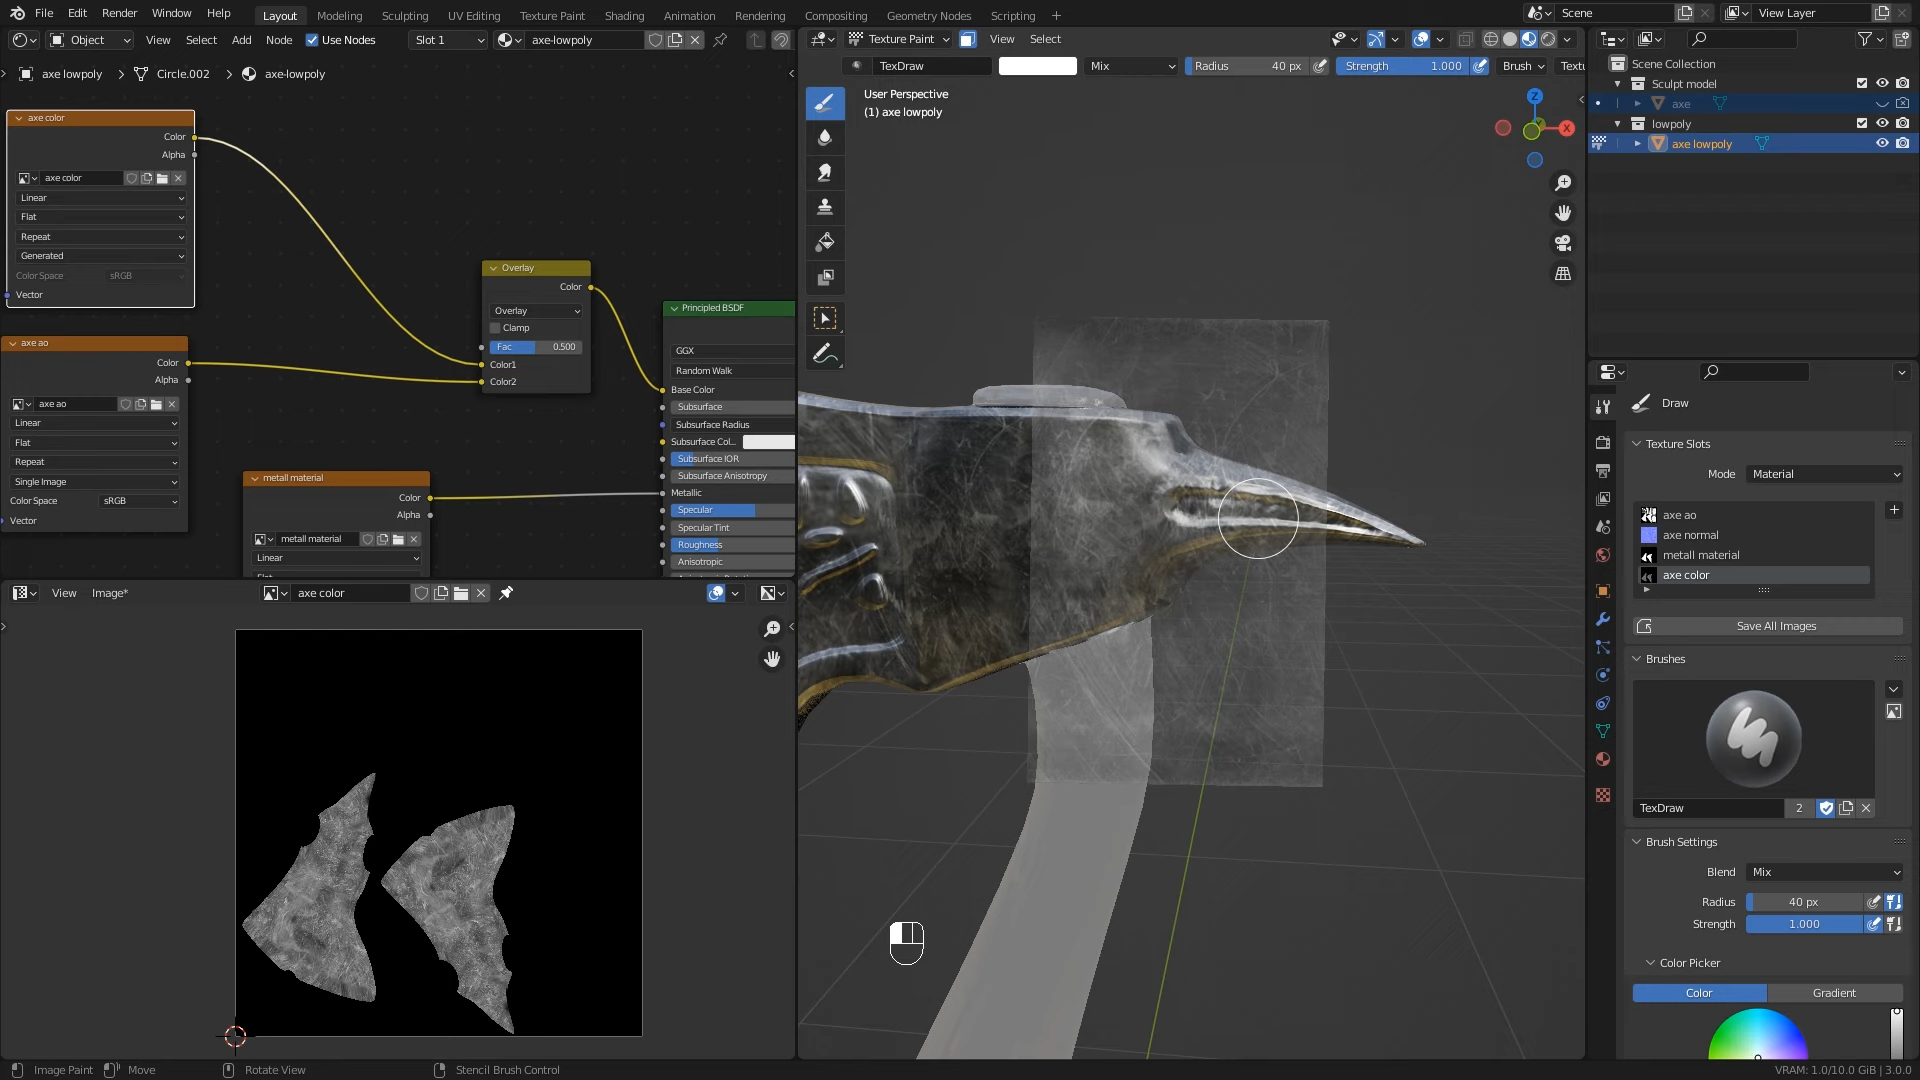 File Edit Render Window Help Layout Modeling Sculpting UV Editing Texture Paint Shading Animation Rendering Compositing Geometry Nodes Scripting + Scene View Layer
Object View Select Add Node Use Nodes Slot 1 axe-lowpoly
Texture Paint View Select
axe lowpoly > Circle.002 > axe-lowpoly
TexDraw Mix Radius 40 px Strength 1.000 Brush
User Perspective
(1) axe lowpoly
Z
X
axe color
Color
Alpha
axe color
Linear
Flat
Repeat
Generated
Color Space sRGB
Vector
axe ao
Color
Alpha
axe ao
Linear
Flat
Repeat
Single Image
Color Space sRGB
Vector
Overlay
Color
Overlay
Clamp
Fac 0.500
Color1
Color2
metall material
Color
Alpha
metall material
Linear
Principled BSDF
GGX
Random Walk
Base Color
Subsurface
Subsurface Radius
Subsurface Col...
Subsurface IOR
Subsurface Anisotropy
Metallic
Specular
Specular Tint
Roughness
Anisotropic
View Image* axe color
Scene Collection
Sculpt model
axe
lowpoly
axe lowpoly
Draw
Texture Slots
Mode Material
axe ao
axe normal
metall material
axe color
Save All Images
Brushes
TexDraw 2
Brush Settings
Blend Mix
Radius 40 px
Strength 1.000
Color Picker
Color Gradient
Image Paint Move Rotate View Stencil Brush Control VRAM: 1.0/10.0 GiB | 3.0.0